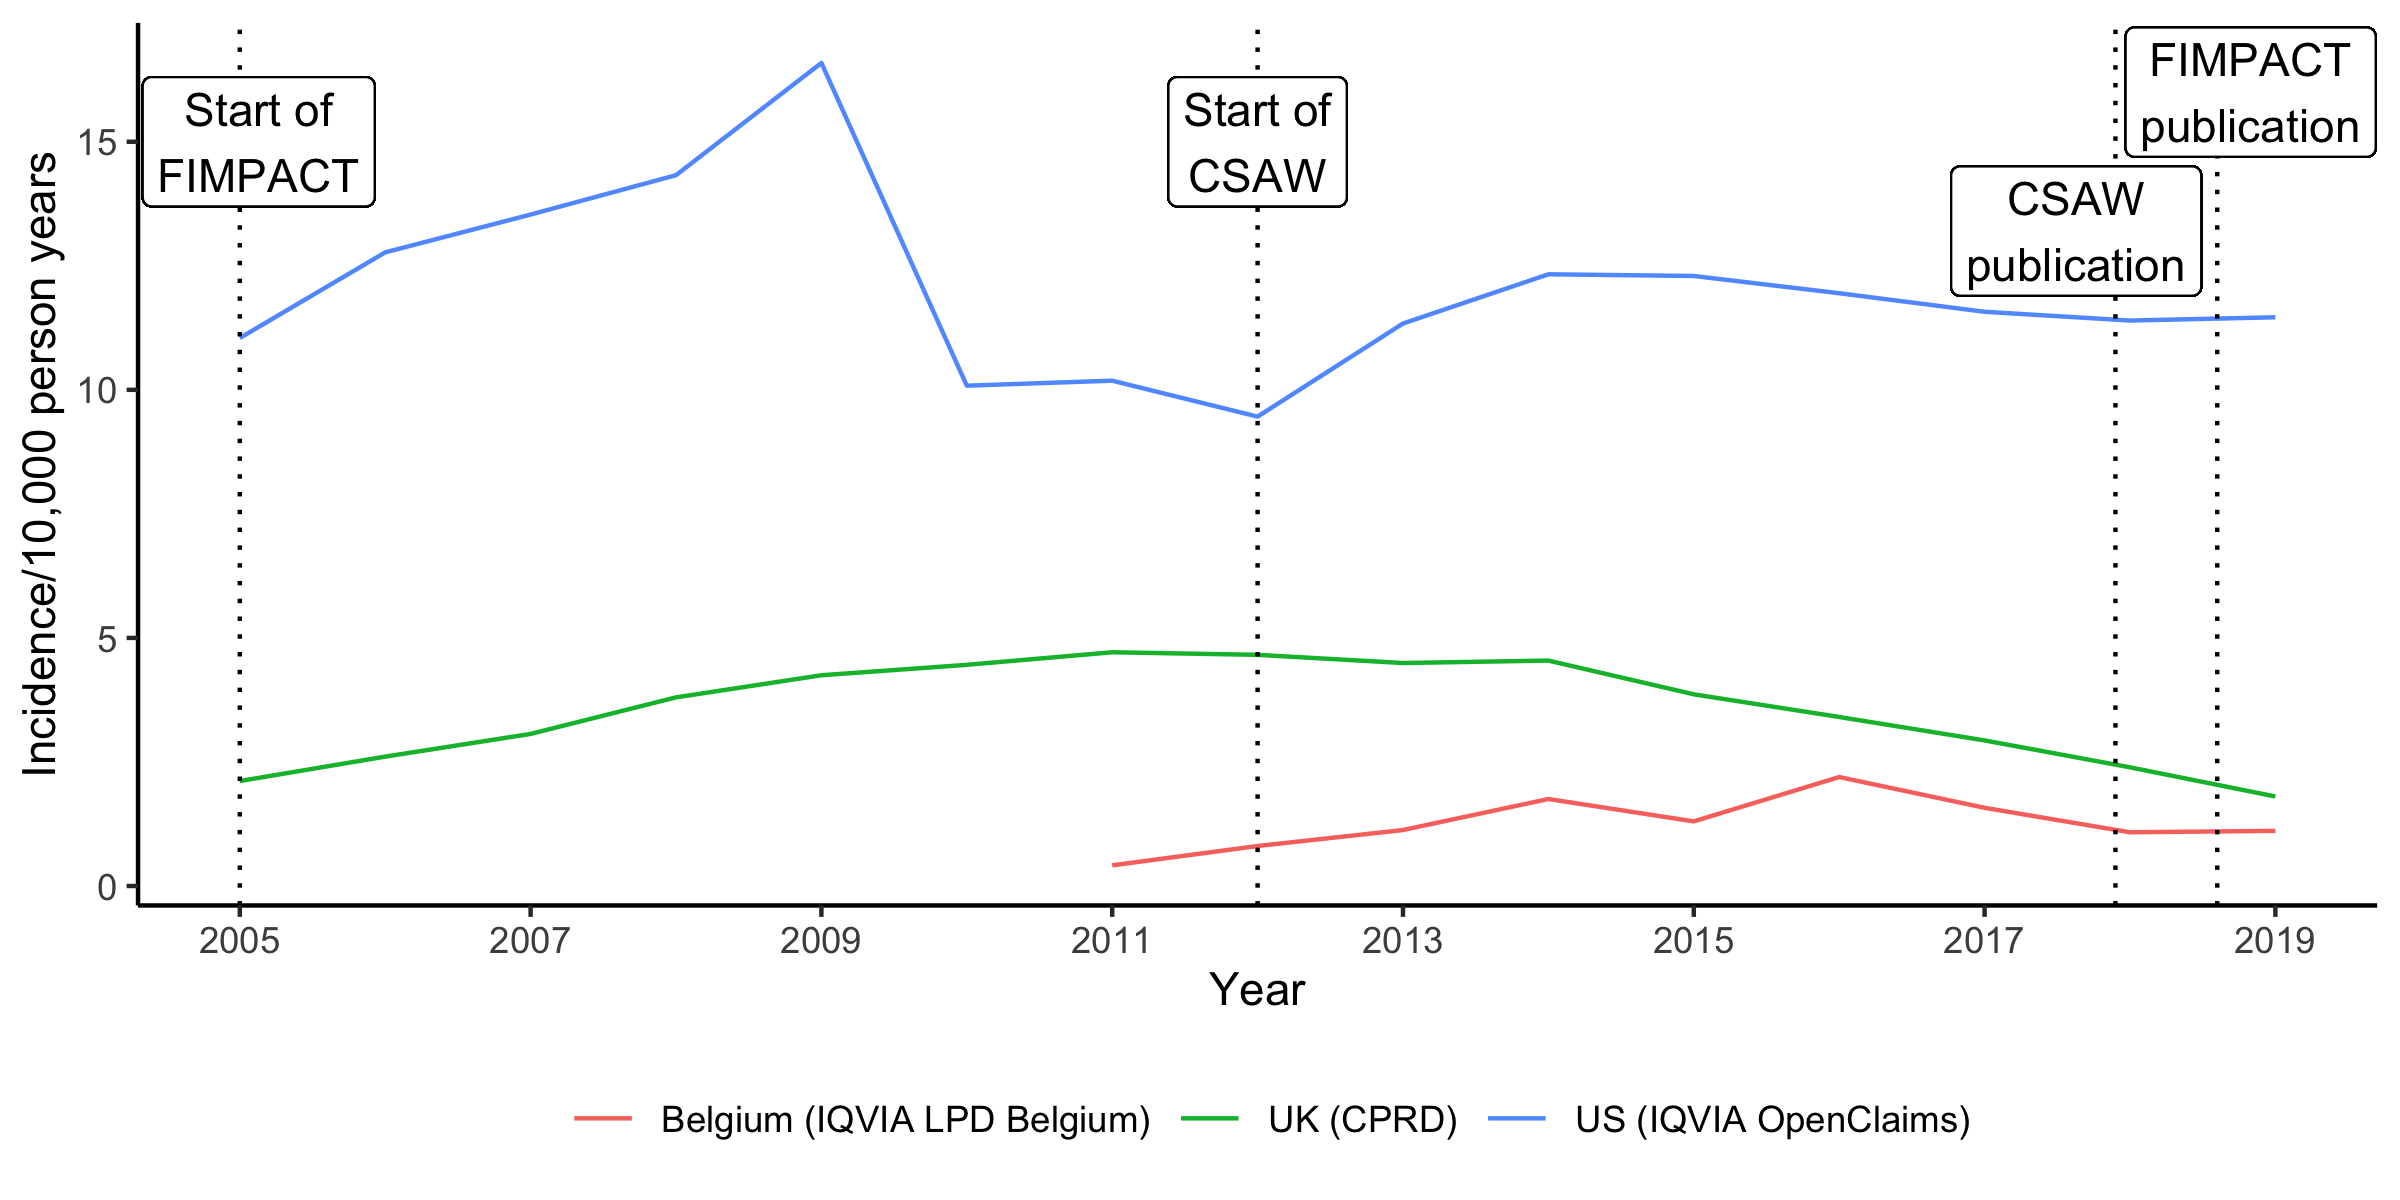 Start of
FIMPACT
Start of
CSAW
FIMPACT
publication
CSAW
publication
Incidence/10,000 person years
15
10
5
0
2005 2007 2009 2011 2013 2015 2017 2019
Year
Belgium (IQVIA LPD Belgium) UK (CPRD) US (IQVIA OpenClaims)